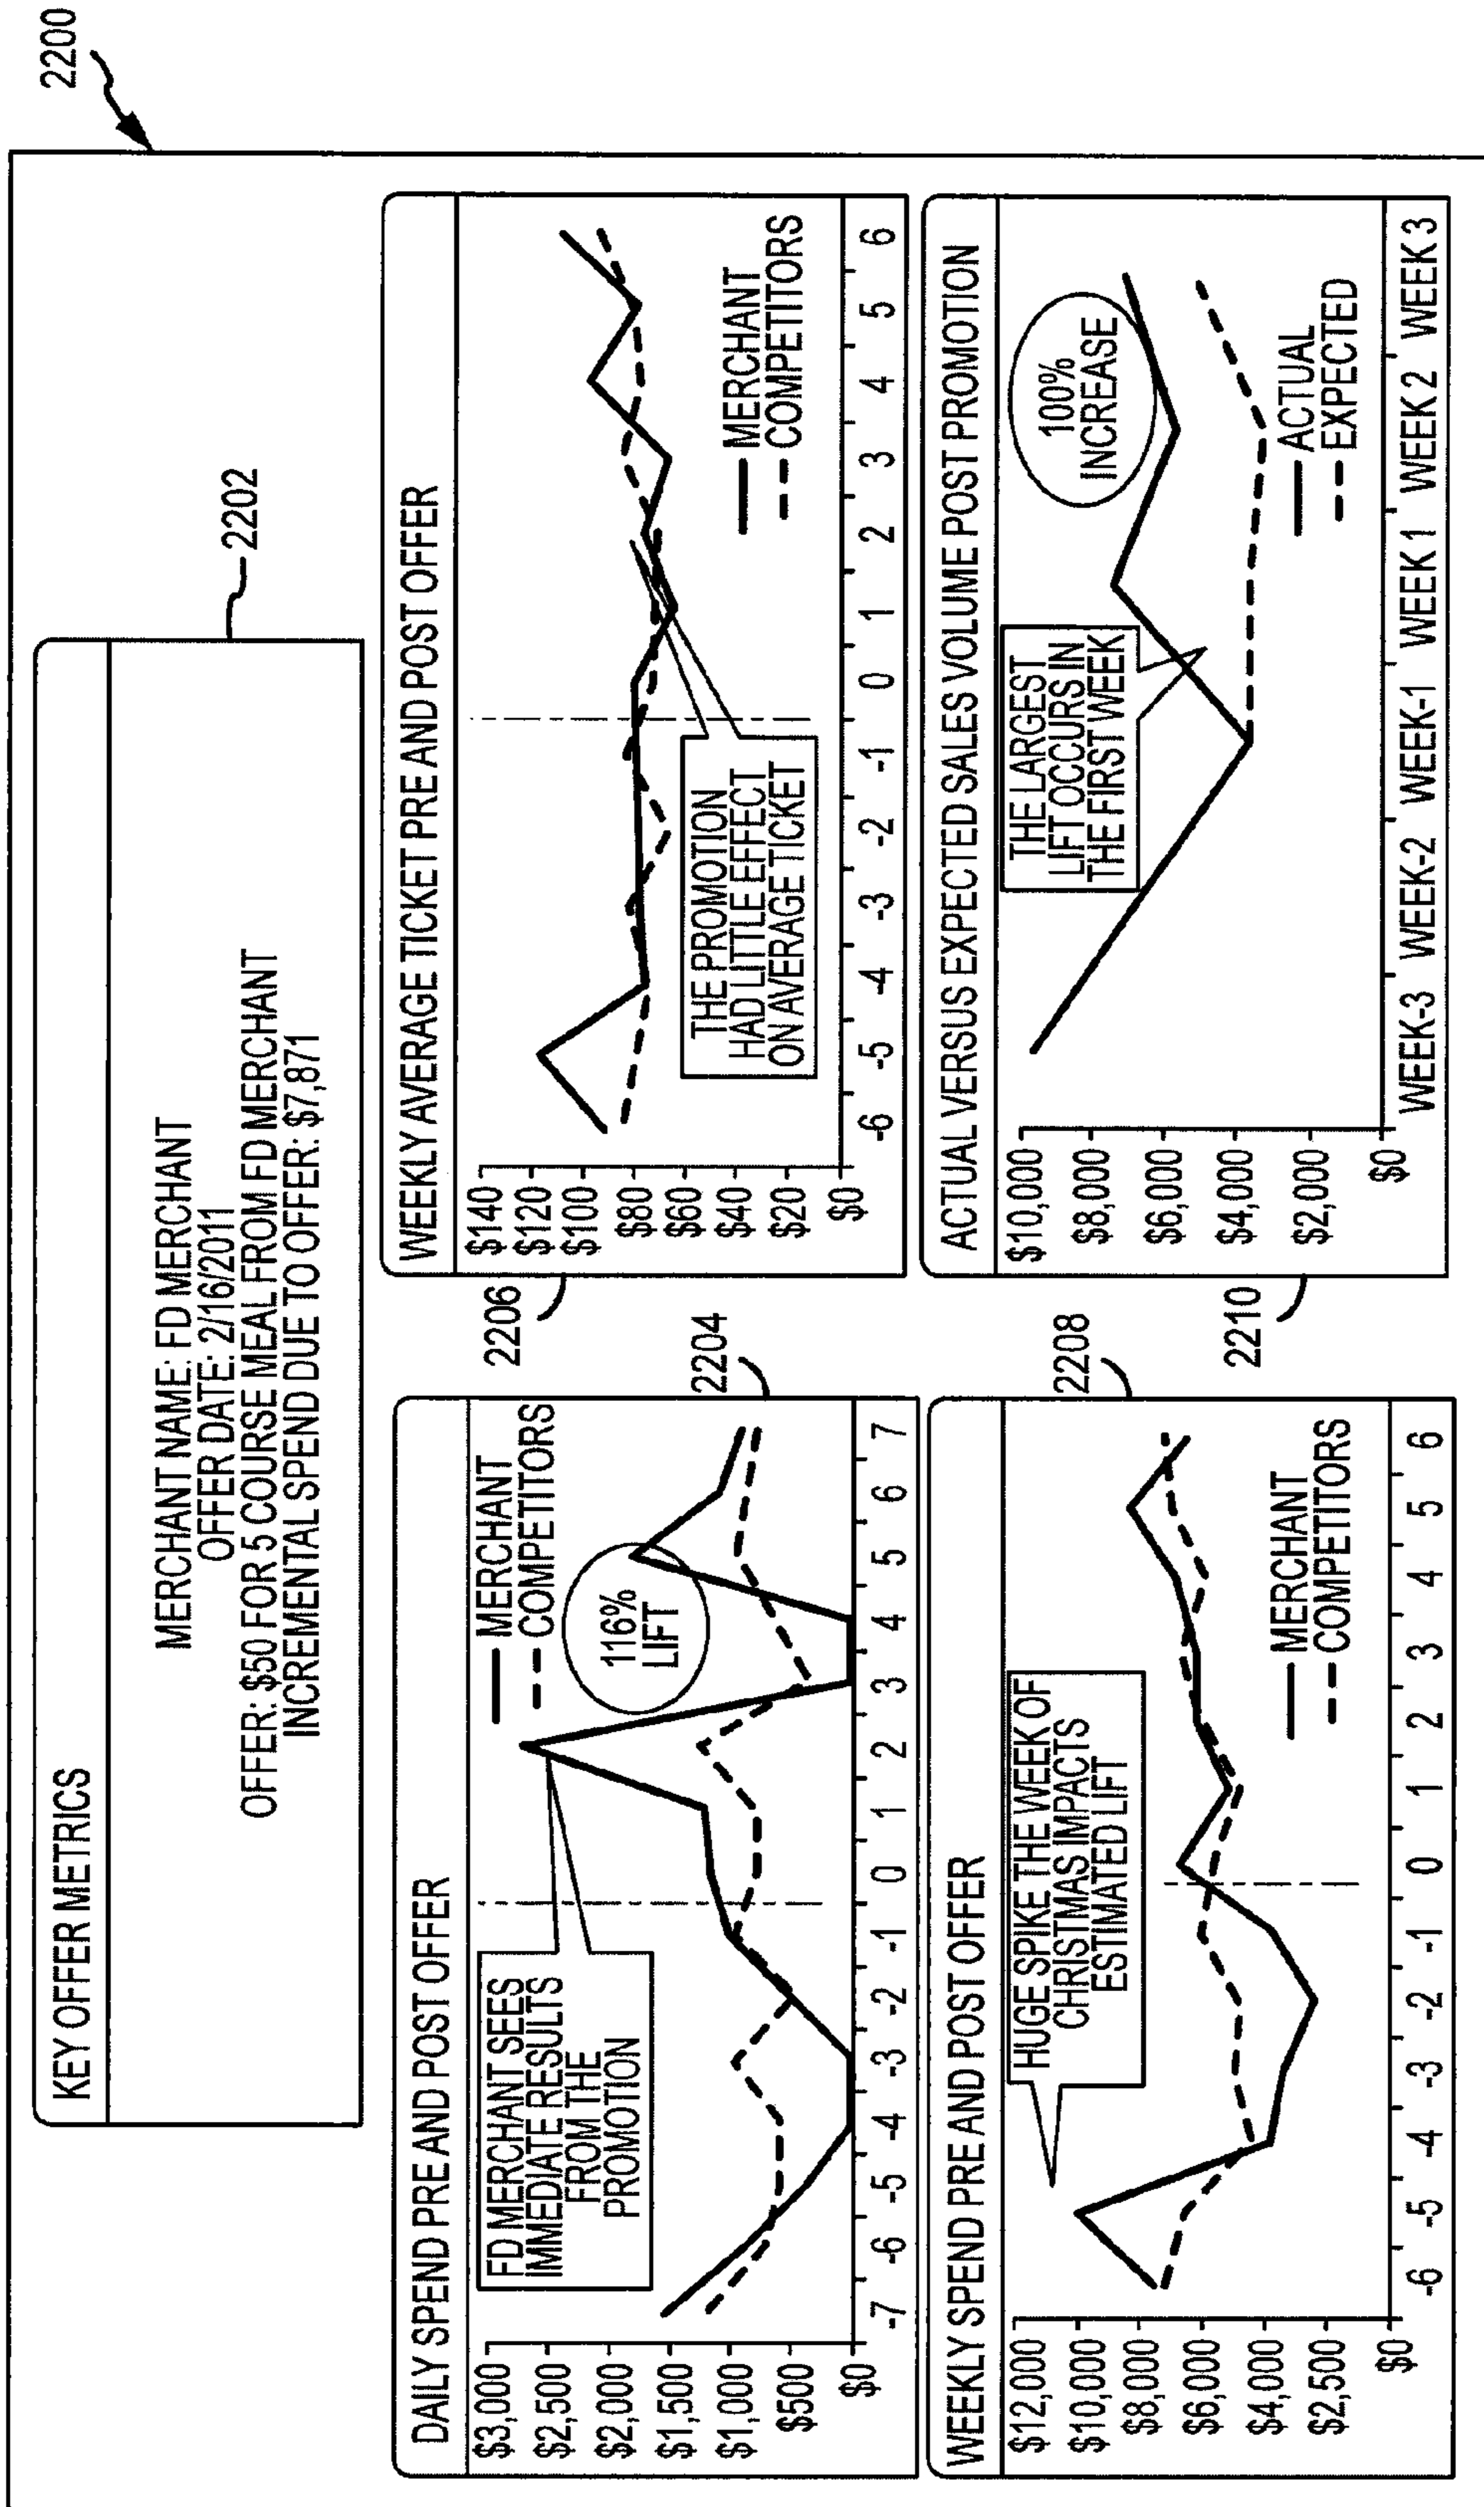 2200
KEY OFFER METRICS
MERCHANT NAME: FD MERCHANT
OFFER DATE: 2/16/2011
OFFER: $50 FOR 5 COURSE MEAL FROM FD MERCHANT
INCREMENTAL SPEND DUE TO OFFER: $7,871
2202
DAILY SPEND PRE AND POST OFFER
$3,000
$2,500
$2,000
$1,500
$1,000
$500
$0
FD MERCHANT SEES
IMMEDIATE RESULTS
FROM THE
PROMOTION
116%
LIFT
MERCHANT
COMPETITORS
-7 -6 -5 -4 -3 -2 -1 0 1 2 3 4 5 6 7
2204
2206
WEEKLY AVERAGE TICKET PRE AND POST OFFER
$140
$120
$100
$80
$60
$40
$20
$0
THE PROMOTION
HAD LITTLE EFFECT
ON AVERAGE TICKET
MERCHANT
COMPETITORS
-6 -5 -4 -3 -2 -1 0 1 2 3 4 5 6
WEEKLY SPEND PRE AND POST OFFER
$12,000
$10,000
$8,000
$6,000
$4,000
$2,500
$0
HUGE SPIKE THE WEEK OF
CHRISTMAS IMPACTS
ESTIMATED LIFT
MERCHANT
COMPETITORS
-6 -5 -4 -3 -2 -1 0 1 2 3 4 5 6
2208
2210
ACTUAL VERSUS EXPECTED SALES VOLUME POST PROMOTION
$10,000
$8,000
$6,000
$4,000
$2,000
$0
THE LARGEST
LIFT OCCURS IN
THE FIRST WEEK
100%
INCREASE
ACTUAL
EXPECTED
WEEK-3 WEEK-2 WEEK-1 WEEK 1 WEEK 2 WEEK 3